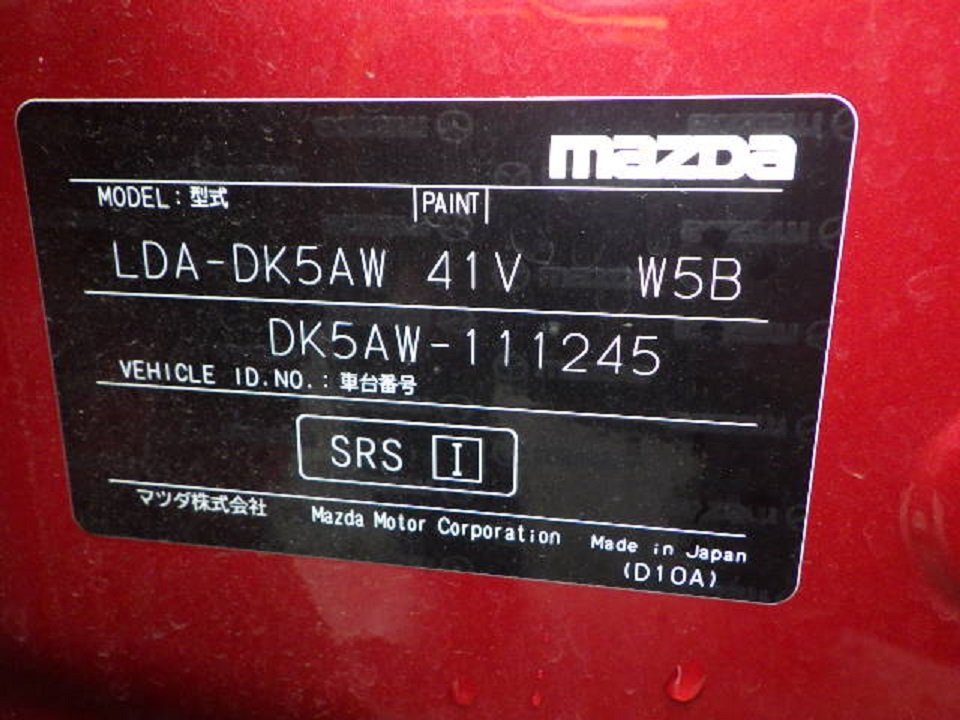 mazda
MODEL:型式 PAINT
LDA-DK5AW 41V W5B
DK5AW-111245
VEHICLE ID.NO.:車台番号
SRS I
マツダ株式会社 Mazda Motor Corporation Made in Japan
(D10A)